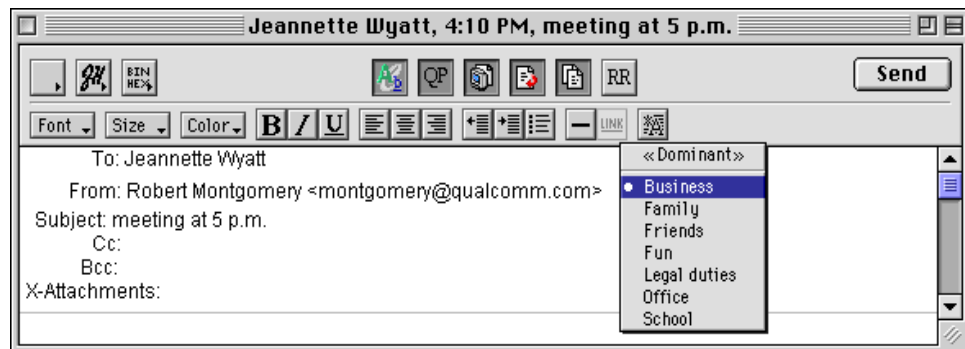 Jeannette Wyatt, 4:10 PM, meeting at 5 p.m.
BIN HEX QP RR Send
Font Size Color B I U LINK A
To: Jeannette Wyatt
From: Robert Montgomery <montgomery@qualcomm.com>
Subject: meeting at 5 p.m.
Cc:
Bcc:
X-Attachments:
«Dominant»
Business
Family
Friends
Fun
Legal duties
Office
School